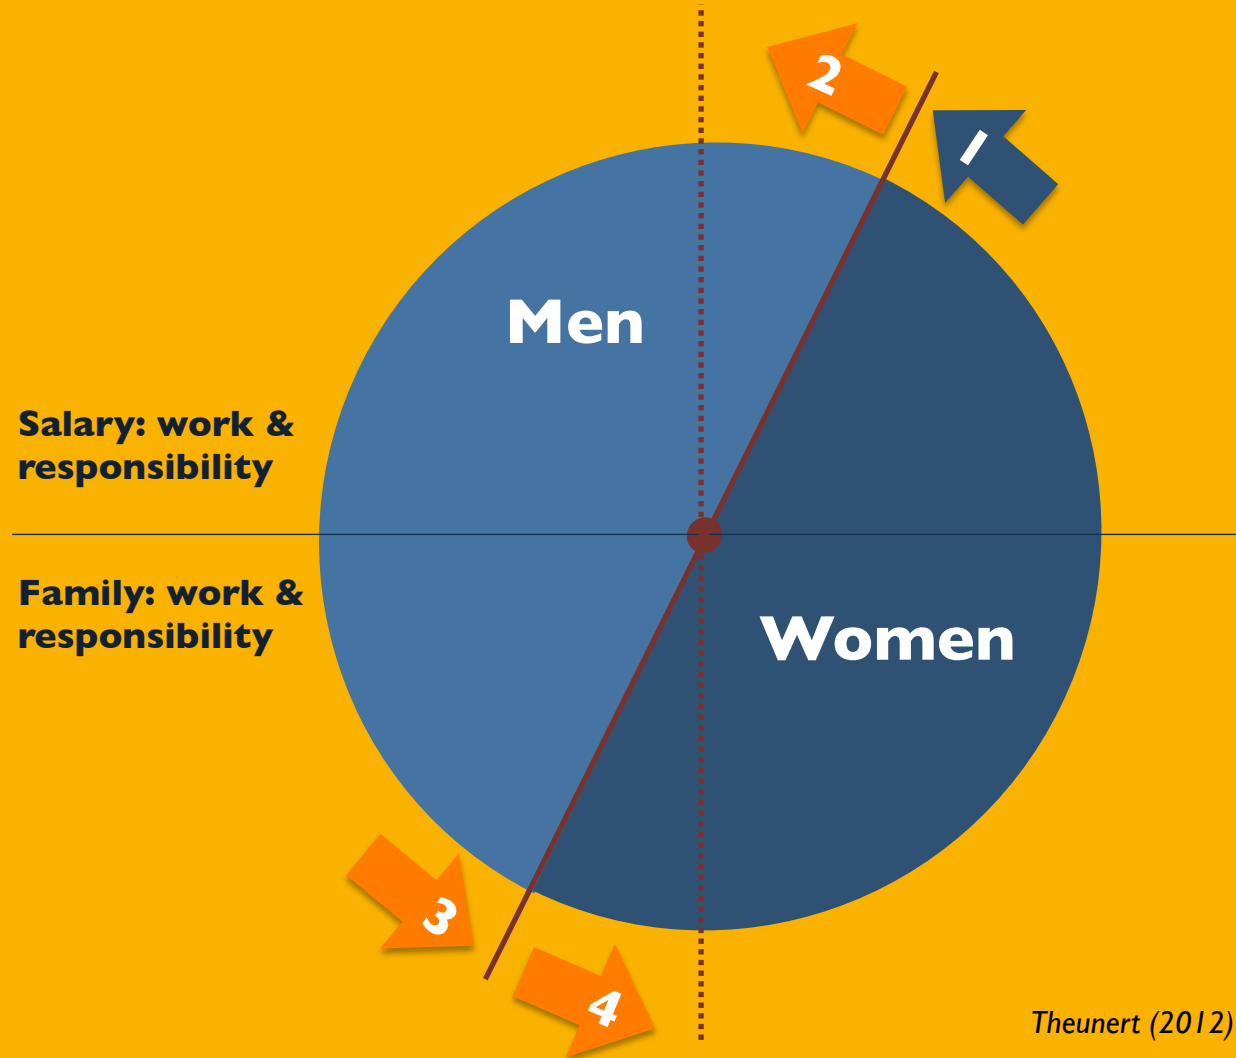 2
1
Men
Salary: work &
responsibility
Family: work &
responsibility
Women
3
4
Theunert (2012)